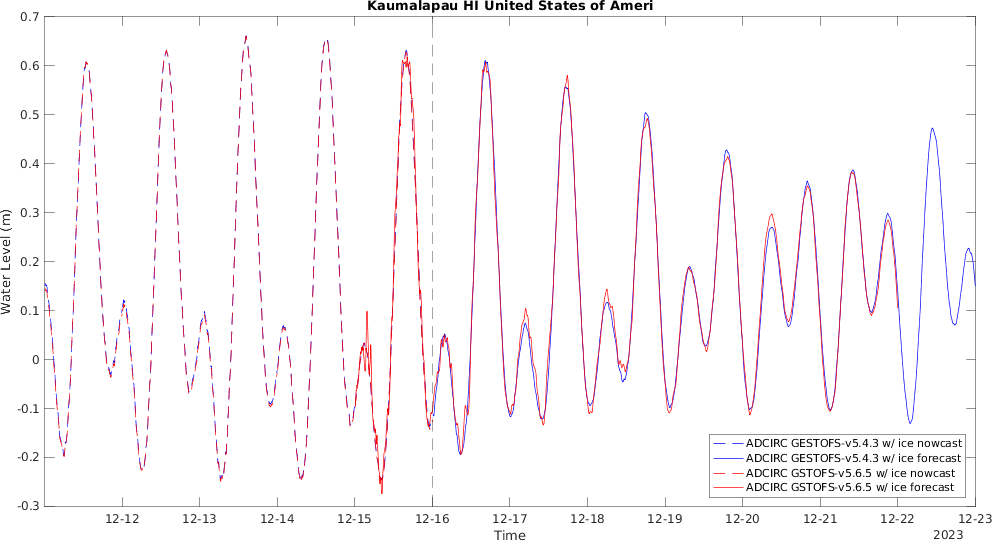 Kaumalapau HI United States of Ameri
0.7
0.6
0.5
0.4
0.3
0.2
0.1
0
-0.1
-0.2
-0.3
Water Level (m)
ADCIRC GESTOFS-v5.4.3 w/ ice nowcast
ADCIRC GESTOFS-v5.4.3 w/ ice forecast
ADCIRC GSTOFS-v5.6.5 w/ ice nowcast
ADCIRC GSTOFS-v5.6.5 w/ ice forecast
12-12 12-13 12-14 12-15 12-16 12-17 12-18 12-19 12-20 12-21 12-22 12-23
Time
2023